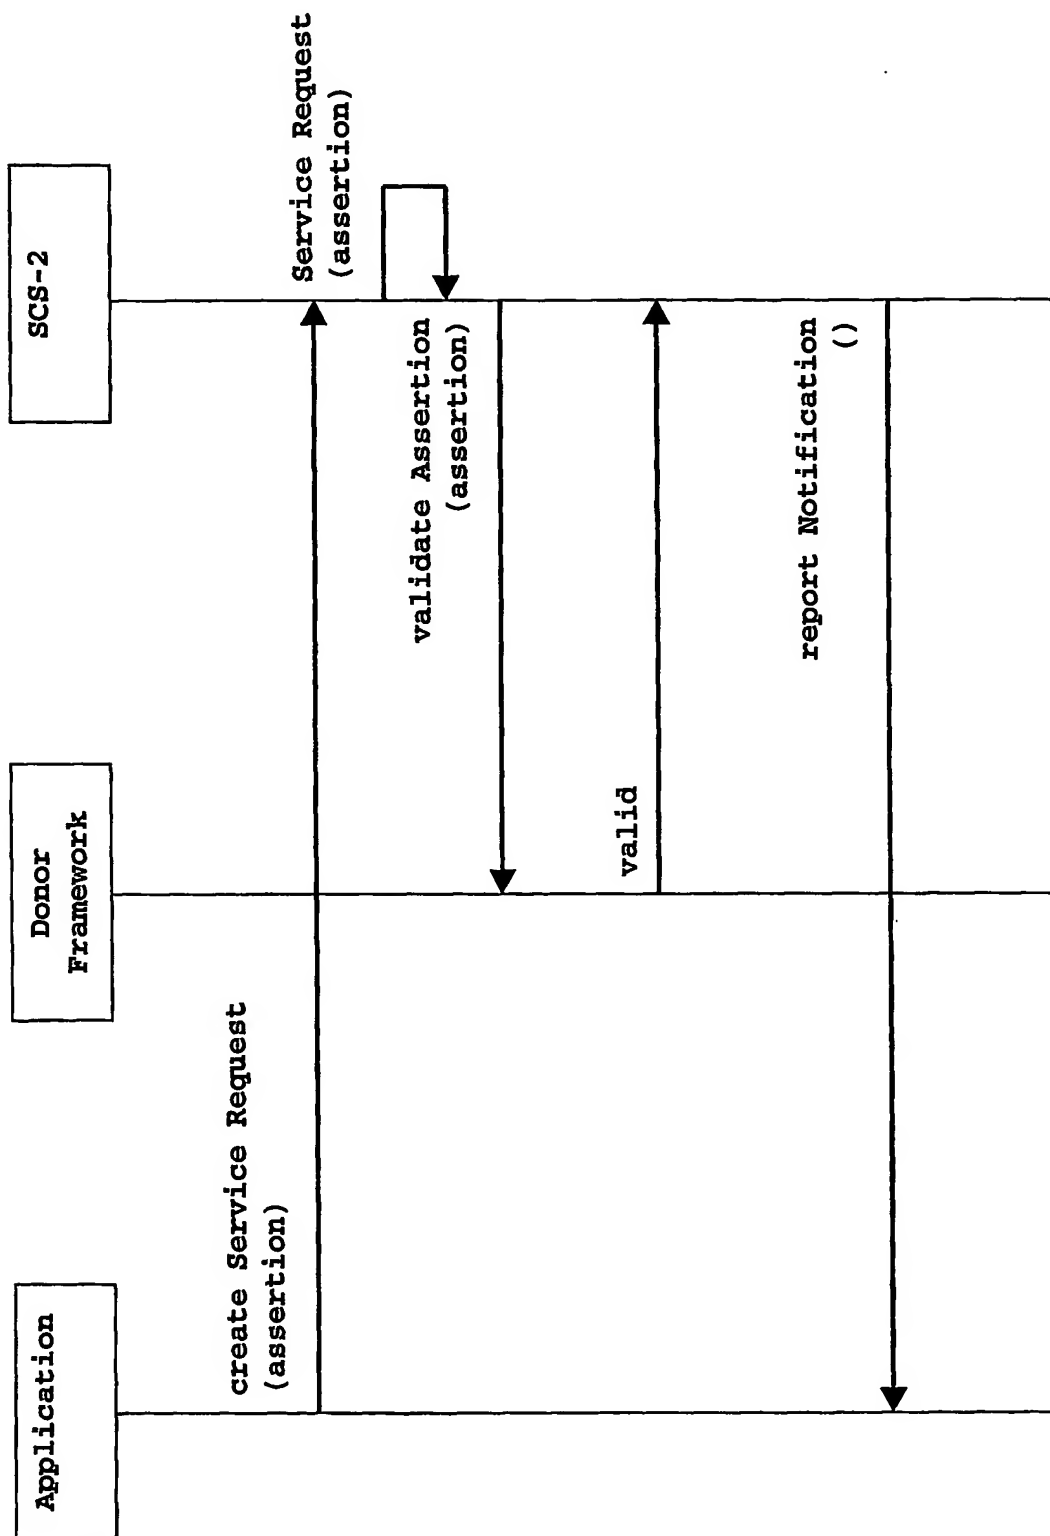 Application
Donor
Framework
SCS-2
create Service Request
(assertion)
Service Request
(assertion)
validate Assertion
(assertion)
valid
report Notification
()